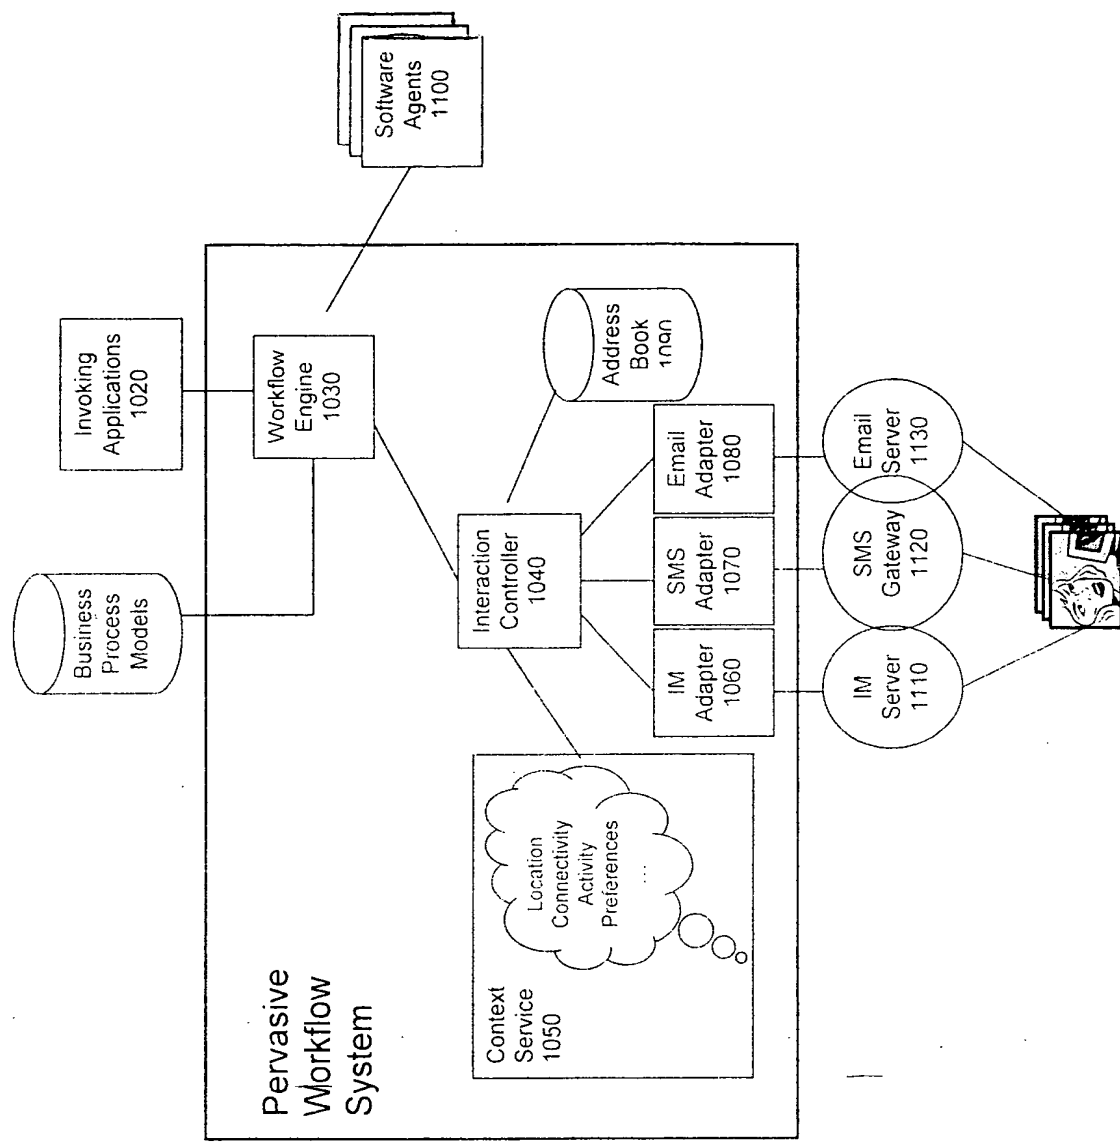 Business
Process
Models
Invoking
Applications
1020
Pervasive
Workflow
System
Workflow
Engine
1030
Software
Agents
1100
Context
Service
1050
Location
Connectivity
Activity
Preferences
...
Interaction
Controller
1040
Address
Book
1090
IM
Adapter
1060
SMS
Adapter
1070
Email
Adapter
1080
IM
Server
1110
SMS
Gateway
1120
Email
Server
1130